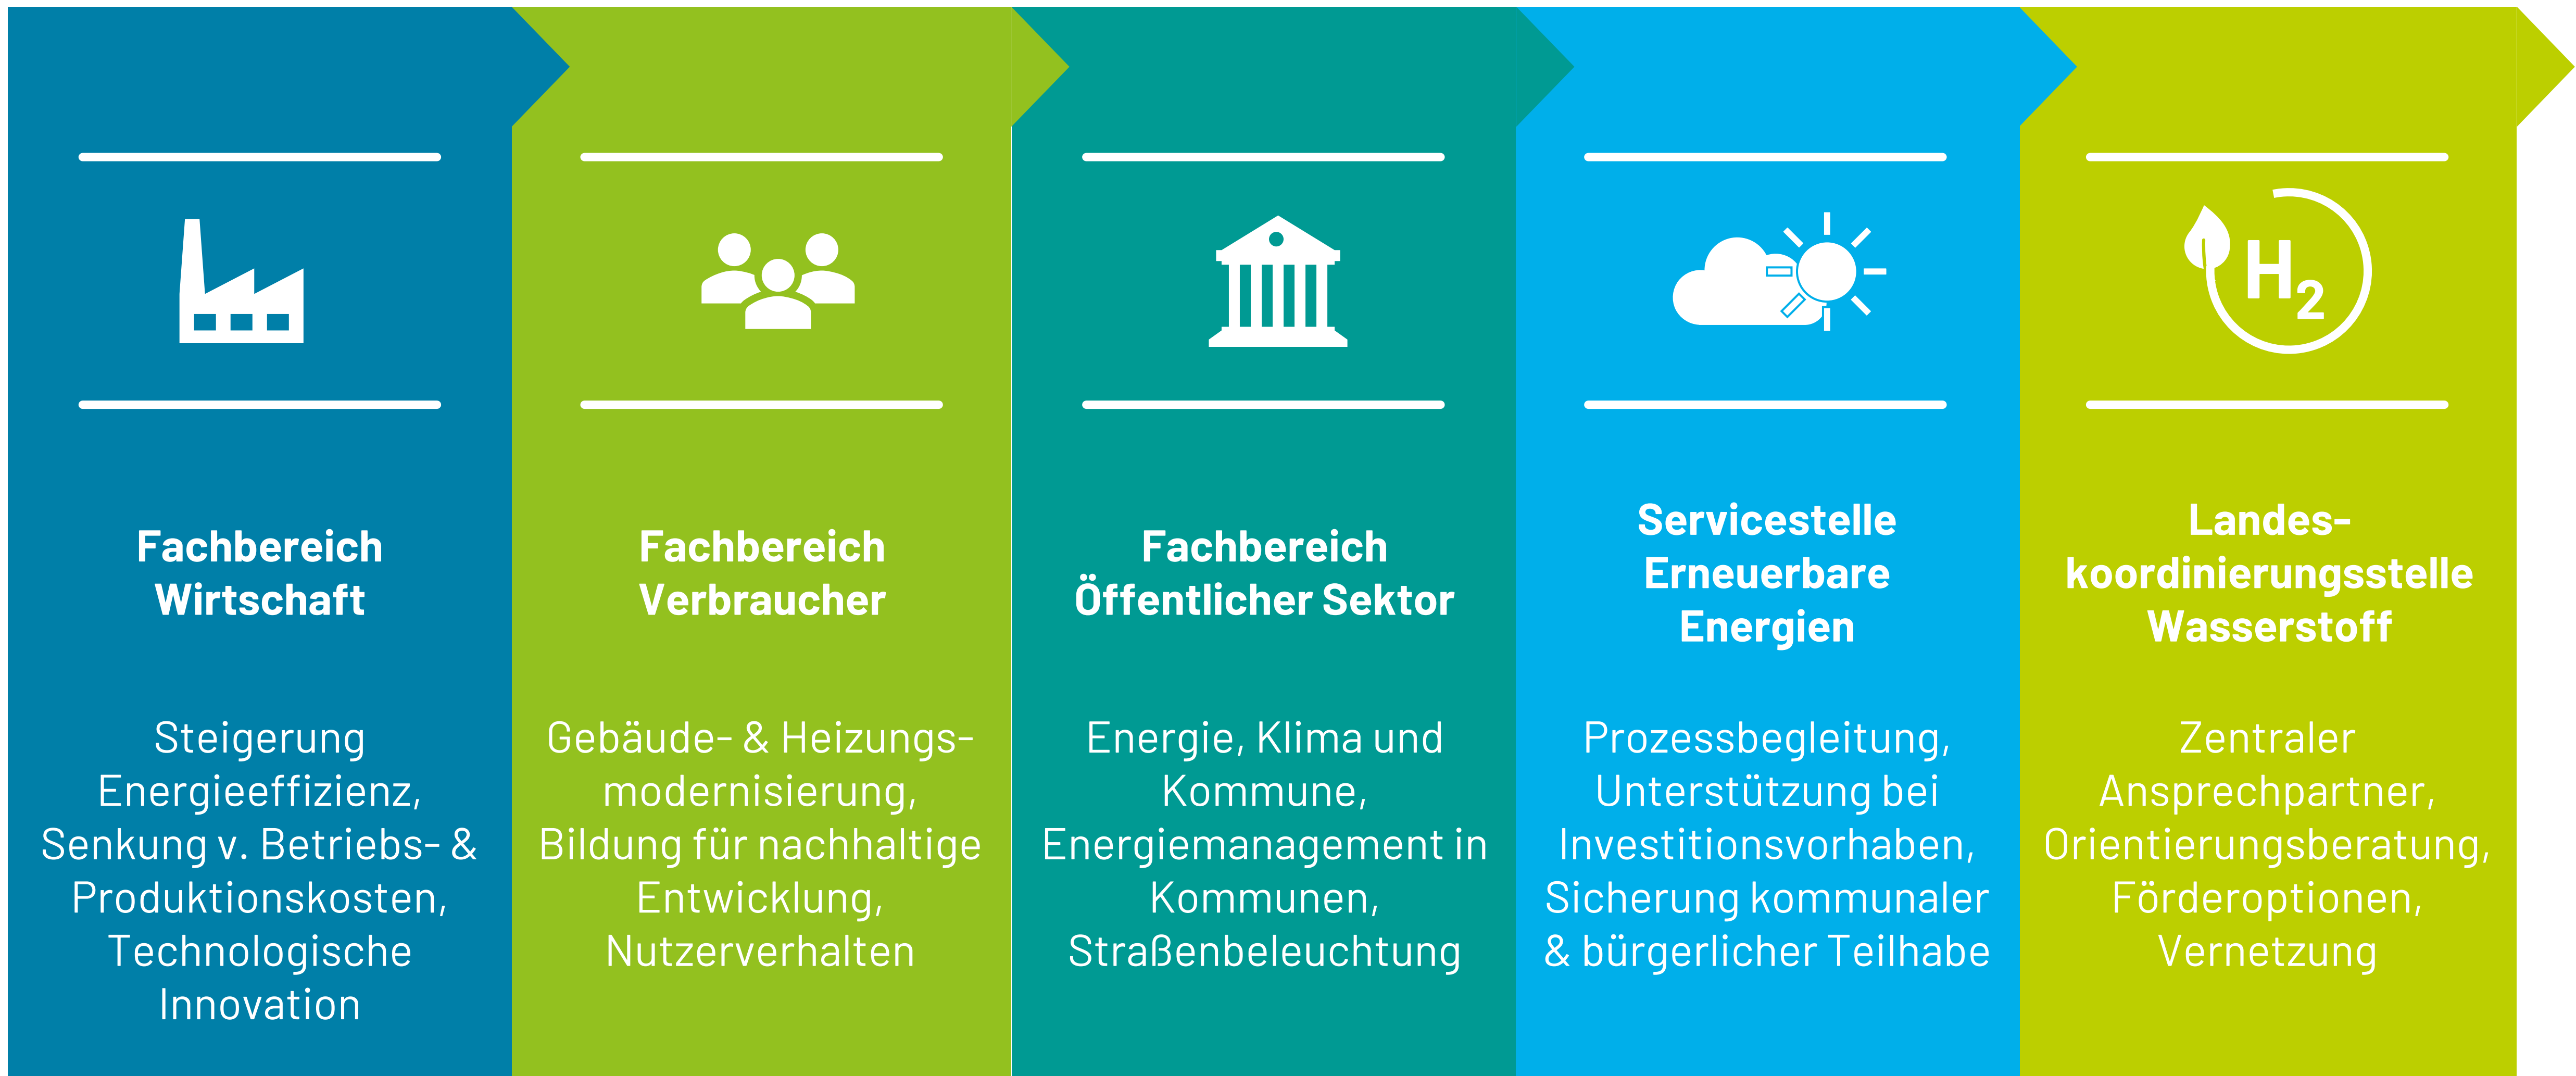 H2
Fachbereich
Wirtschaft
Steigerung
Energieeffizienz,
Senkung v. Betriebs- &
Produktionskosten,
Technologische
Innovation
Fachbereich
Verbraucher
Gebäude- & Heizungs-
modernisierung,
Bildung für nachhaltige
Entwicklung,
Nutzerverhalten
Fachbereich
Öffentlicher Sektor
Energie, Klima und
Kommune,
Energiemanagement in
Kommunen,
Straßenbeleuchtung
Servicestelle
Erneuerbare
Energien
Prozessbegleitung,
Unterstützung bei
Investitionsvorhaben,
Sicherung kommunaler
& bürgerlicher Teilhabe
Landes-
koordinierungsstelle
Wasserstoff
Zentraler
Ansprechpartner,
Orientierungsberatung,
Förderoptionen,
Vernetzung